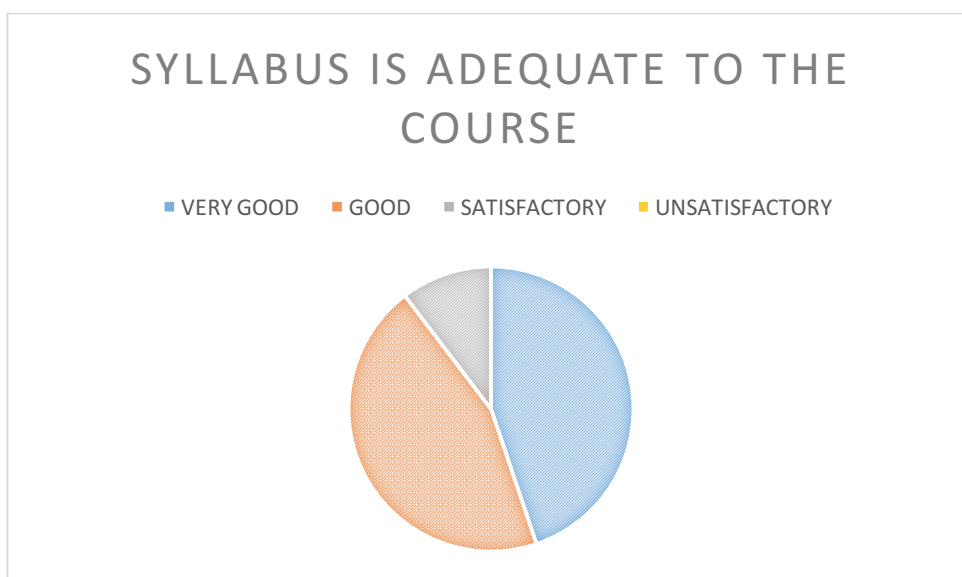 SYLLABUS IS ADEQUATE TO THE
COURSE
VERY GOOD GOOD SATISFACTORY UNSATISFACTORY